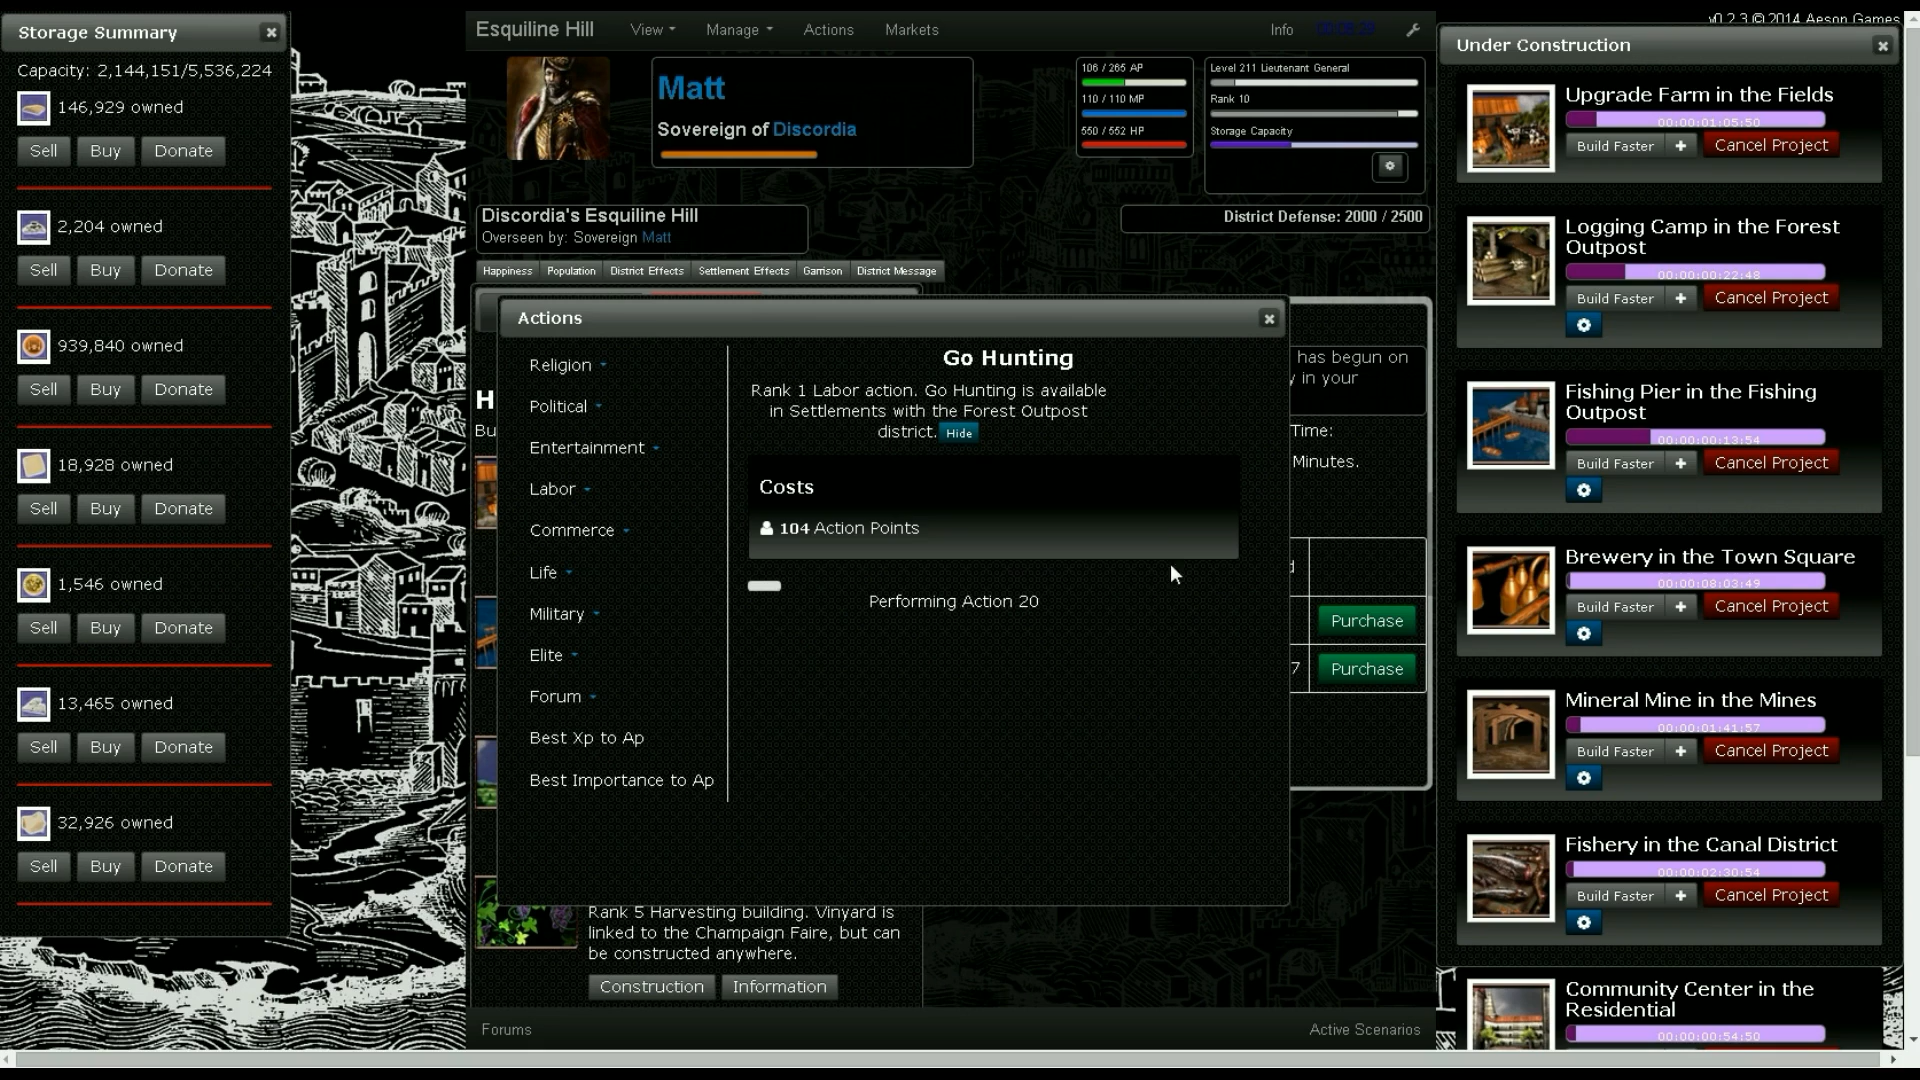 v0.2.3 © 2014 Aeson Games
Storage Summary
Capacity: 2,144,151/5,536,224
146,929 owned
Sell Buy Donate
2,204 owned
Sell Buy Donate
939,840 owned
Sell Buy Donate
18,928 owned
Sell Buy Donate
1,546 owned
Sell Buy Donate
13,465 owned
Sell Buy Donate
32,926 owned
Sell Buy Donate
Esquiline Hill View Manage Actions Markets Info
Matt
Sovereign of Discordia
106 / 265 AP
110 / 110 MP
550 / 552 HP
Level 211 Lieutenant General
Rank 10
Storage Capacity
Discordia's Esquiline Hill
Overseen by: Sovereign Matt
District Defense: 2000 / 2500
Happiness Population District Effects Settlement Effects Garrison District Message
Actions
Religion
Political
Entertainment
Labor
Commerce
Life
Military
Elite
Forum
Best Xp to Ap
Best Importance to Ap
Go Hunting
Rank 1 Labor action. Go Hunting is available
in Settlements with the Forest Outpost
district. Hide
Costs
104 Action Points
Performing Action 20
H
Bu
has begun on
y in your
Time:
Minutes.
d
Purchase
7 Purchase
Rank 5 Harvesting building. Vinyard is
linked to the Champaign Faire, but can
be constructed anywhere.
Construction Information
Forums Active Scenarios
Under Construction
Upgrade Farm in the Fields
00:00:01:05:50
Build Faster + Cancel Project
Logging Camp in the Forest
Outpost
00:00:00:22:48
Build Faster + Cancel Project
Fishing Pier in the Fishing
Outpost
00:00:00:13:54
Build Faster + Cancel Project
Brewery in the Town Square
00:00:08:03:49
Build Faster + Cancel Project
Mineral Mine in the Mines
00:00:01:41:57
Build Faster + Cancel Project
Fishery in the Canal District
00:00:02:30:54
Build Faster + Cancel Project
Community Center in the
Residential
00:00:00:54:50